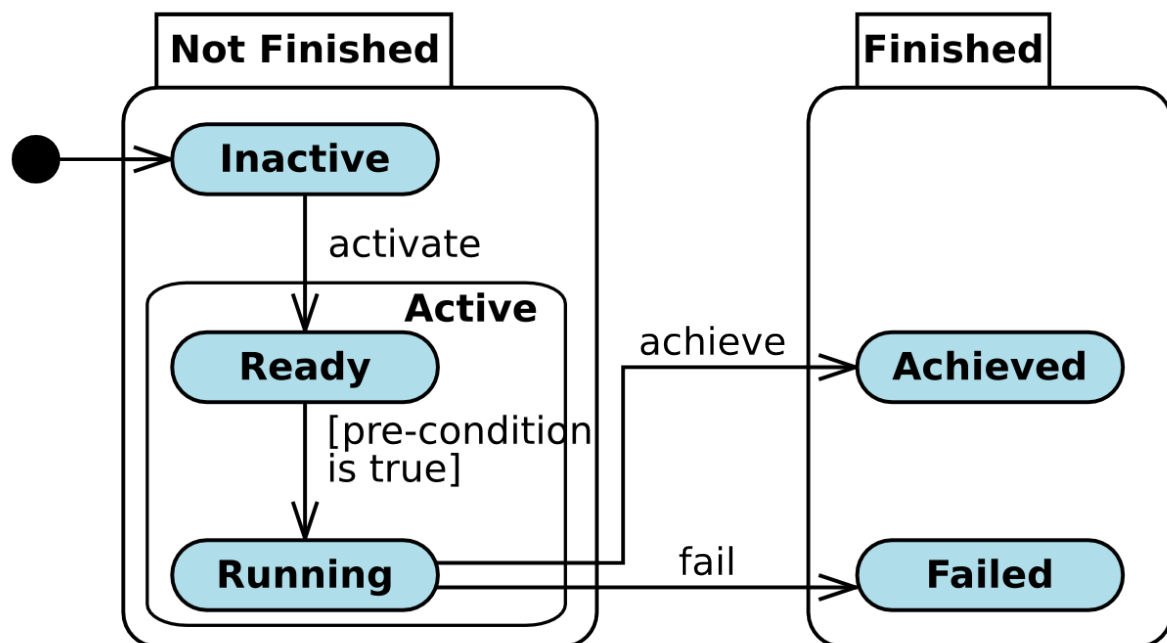 Not Finished
Finished
Inactive
activate
Active
achieve
Ready
Achieved
[pre-condition
is true]
fail
Running
Failed